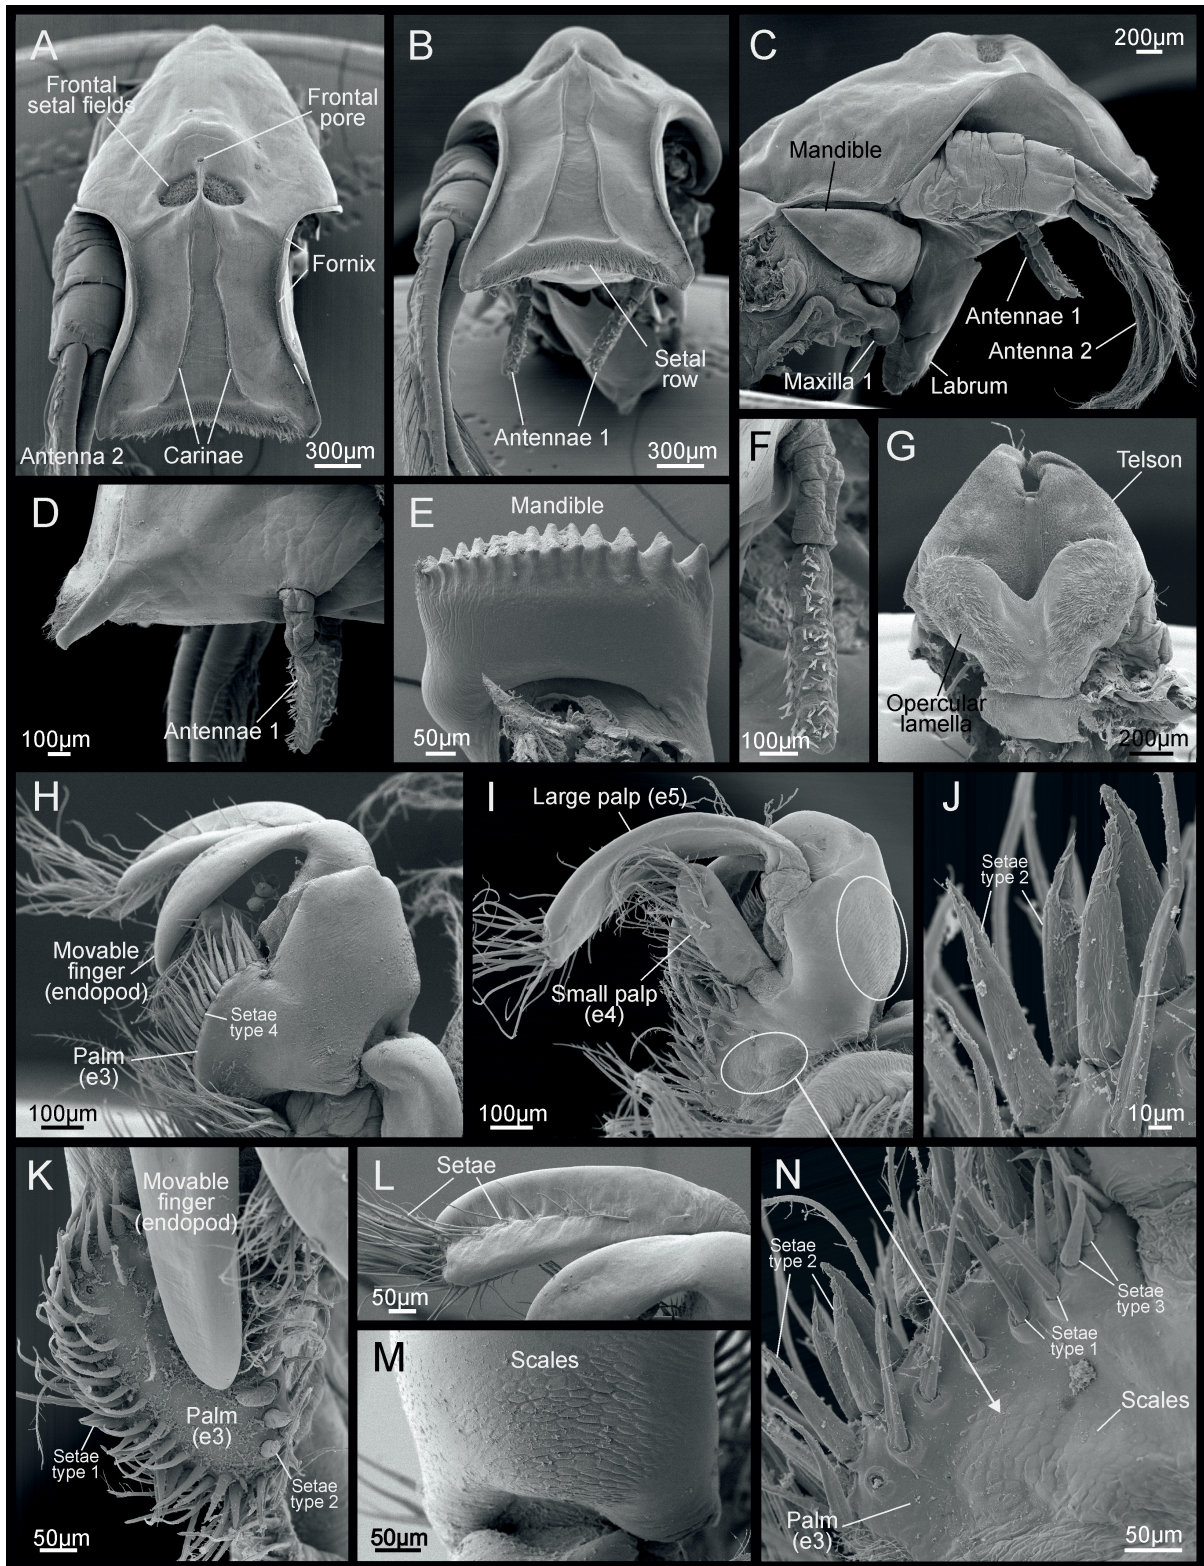 A
Frontal
setal fields
Frontal
pore
Fornix
Antenna 2
Carinae
300µm
B
Setal
row
Antennae 1
300µm
C
200µm
Mandible
Antennae 1
Antenna 2
Maxilla 1
Labrum
D
Antennae 1
100µm
E
Mandible
50µm
F
100µm
G
Telson
Opercular
lamella
200µm
H
Movable
finger
(endopod)
Setae
type 4
Palm
(e3)
100µm
I
Large palp (e5)
Small palp
(e4)
100µm
J
Setae
type 2
10µm
K
Movable
finger
(endopod)
Palm
(e3)
Setae
type 1
Setae
type 2
50µm
L
Setae
50µm
M
Scales
50µm
N
Setae
type 2
Setae
type 3
Setae
type 1
Scales
Palm
(e3)
50µm